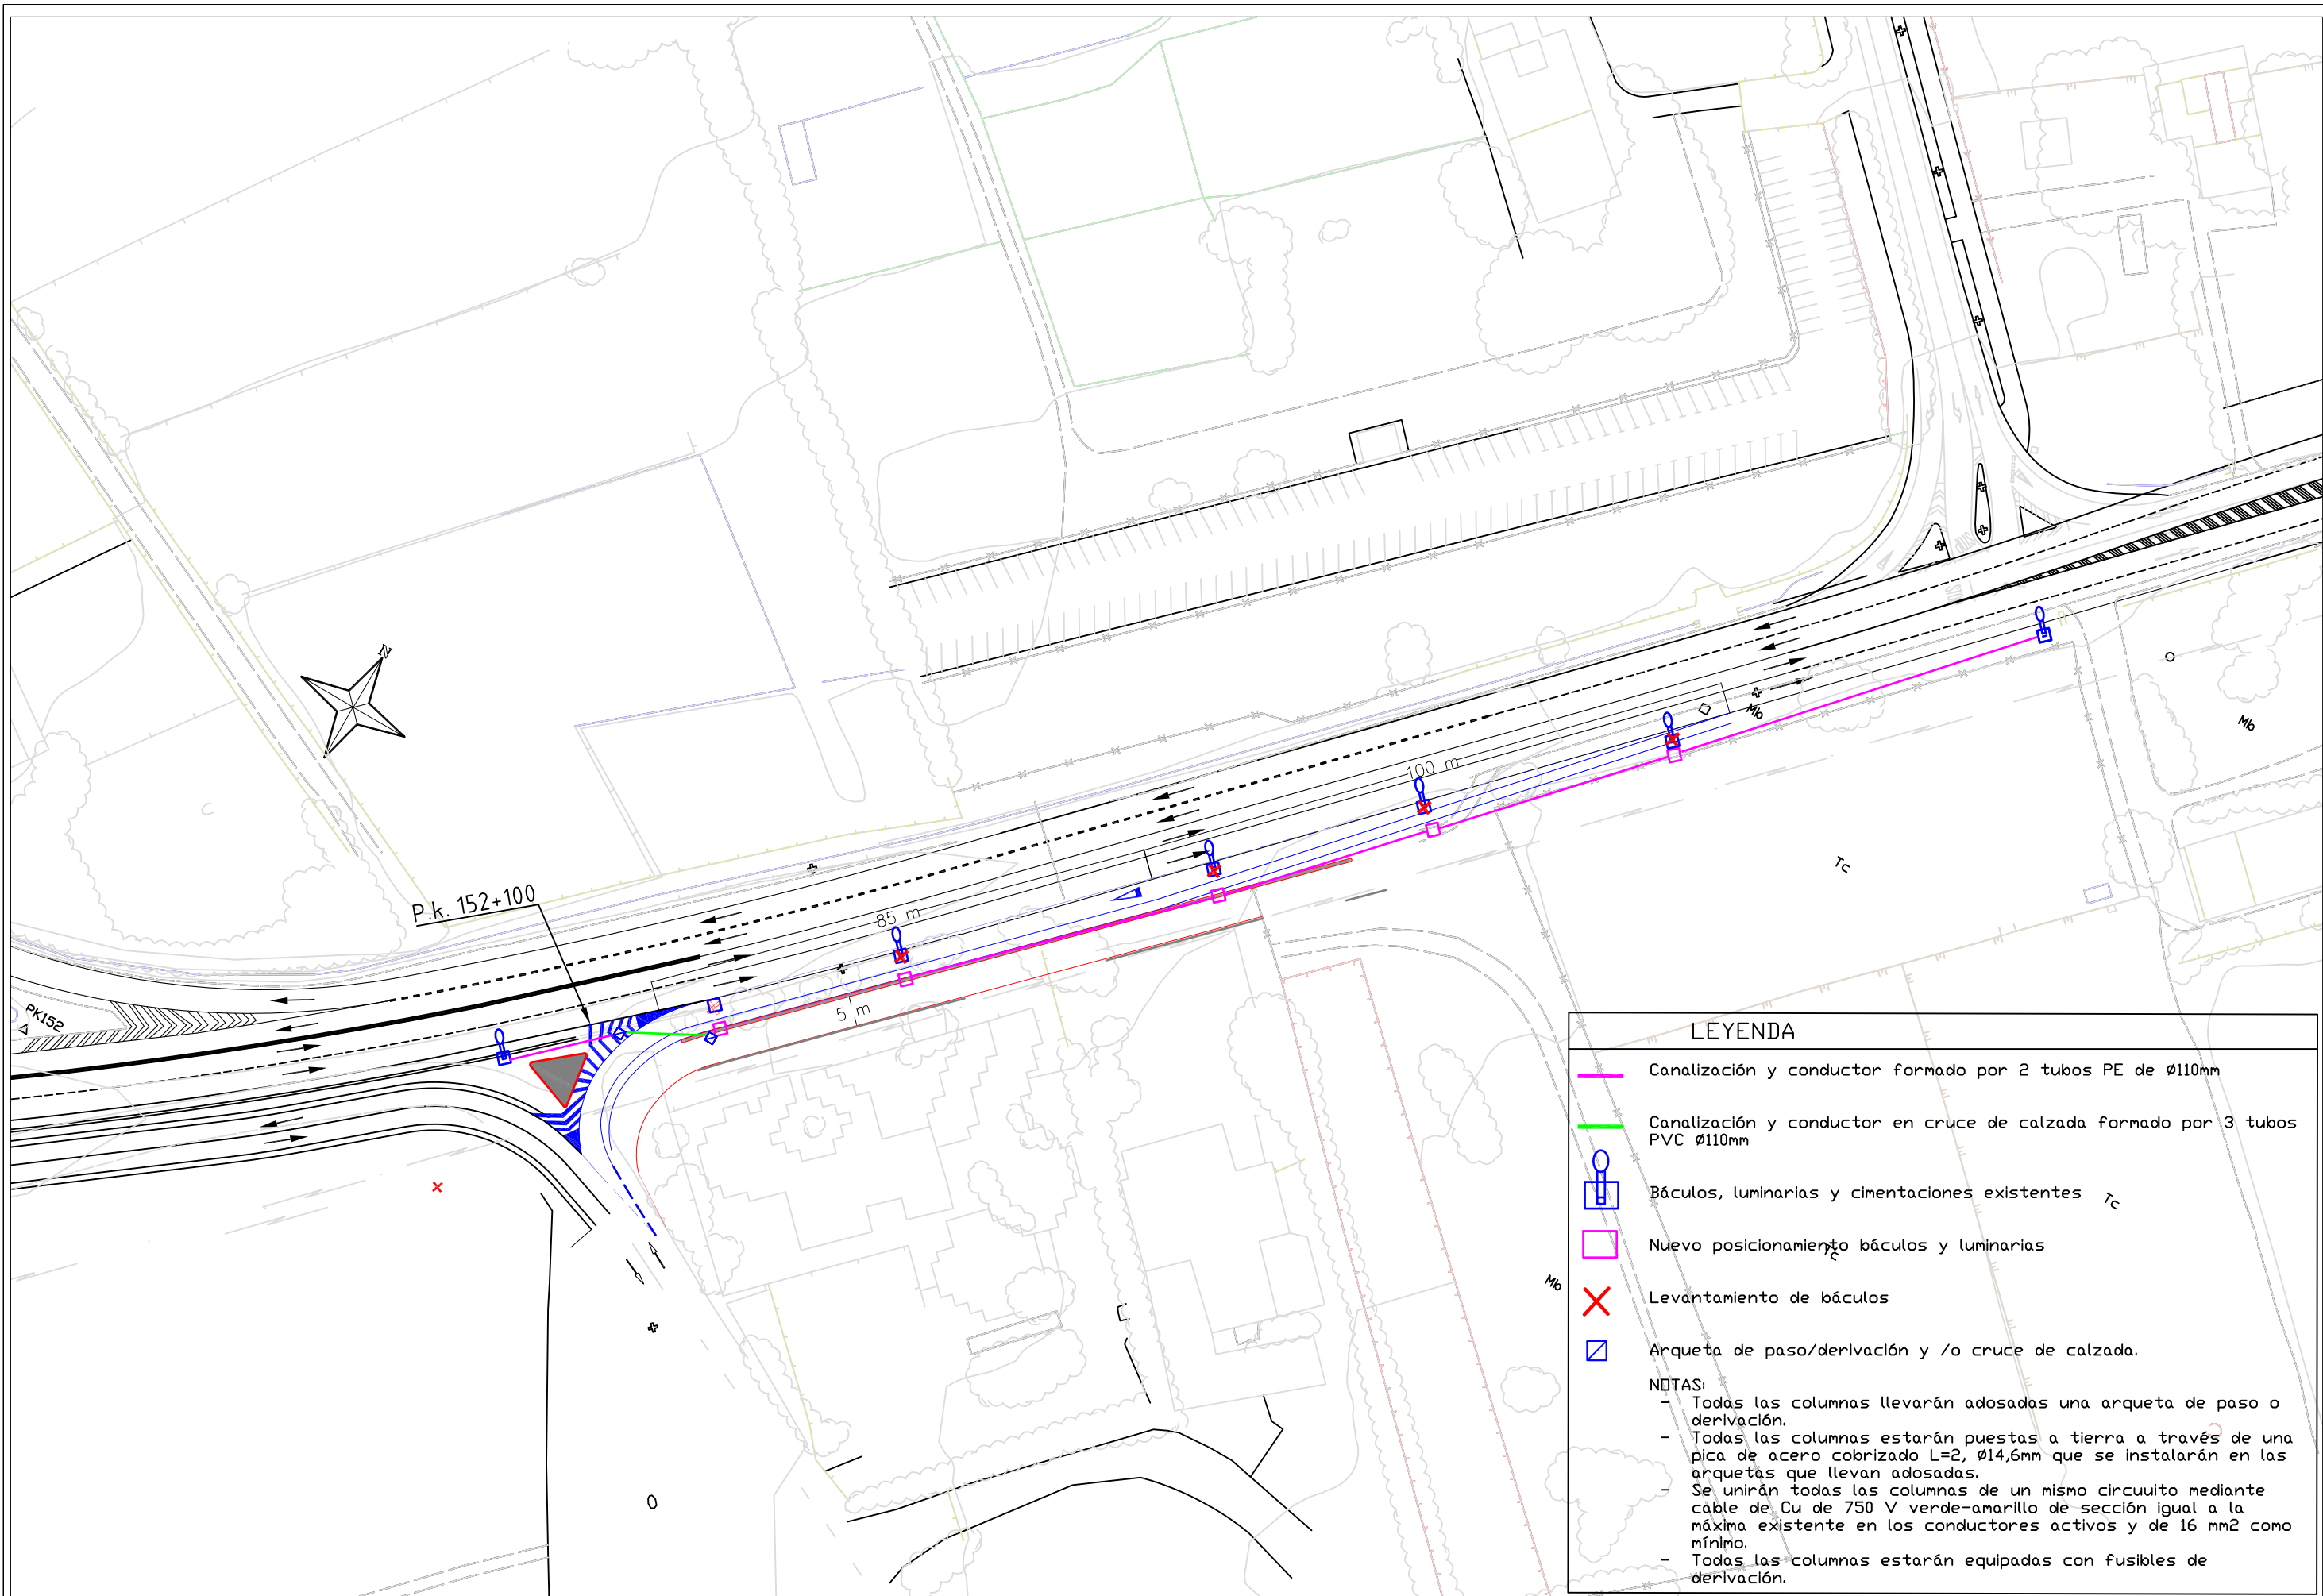 N
100 m
Mb
Mb
Tc
P.k. 152+100
85 m
5 m
PK152
LEYENDA
Canalización y conductor formado por 2 tubos PE de Ø110mm
Canalización y conductor en cruce de calzada formado por 3 tubos
PVC Ø110mm
Báculos, luminarias y cimentaciones existentes
Tc
Nuevo posicionamiento báculos y luminarias
Tc
Mb
Levantamiento de báculos
Arqueta de paso/derivación y /o cruce de calzada.
NOTAS:
- Todas las columnas llevarán adosadas una arqueta de paso o
derivación.
- Todas las columnas estarán puestas a tierra a través de una
pica de acero cobrizado L=2, Ø14,6mm que se instalarán en las
arquetas que llevan adosadas.
- Se unirán todas las columnas de un mismo circuuito mediante
cable de Cu de 750 V verde-amarillo de sección igual a la
máxima existente en los conductores activos y de 16 mm2 como
mínimo.
- Todas las columnas estarán equipadas con fusibles de
derivación.